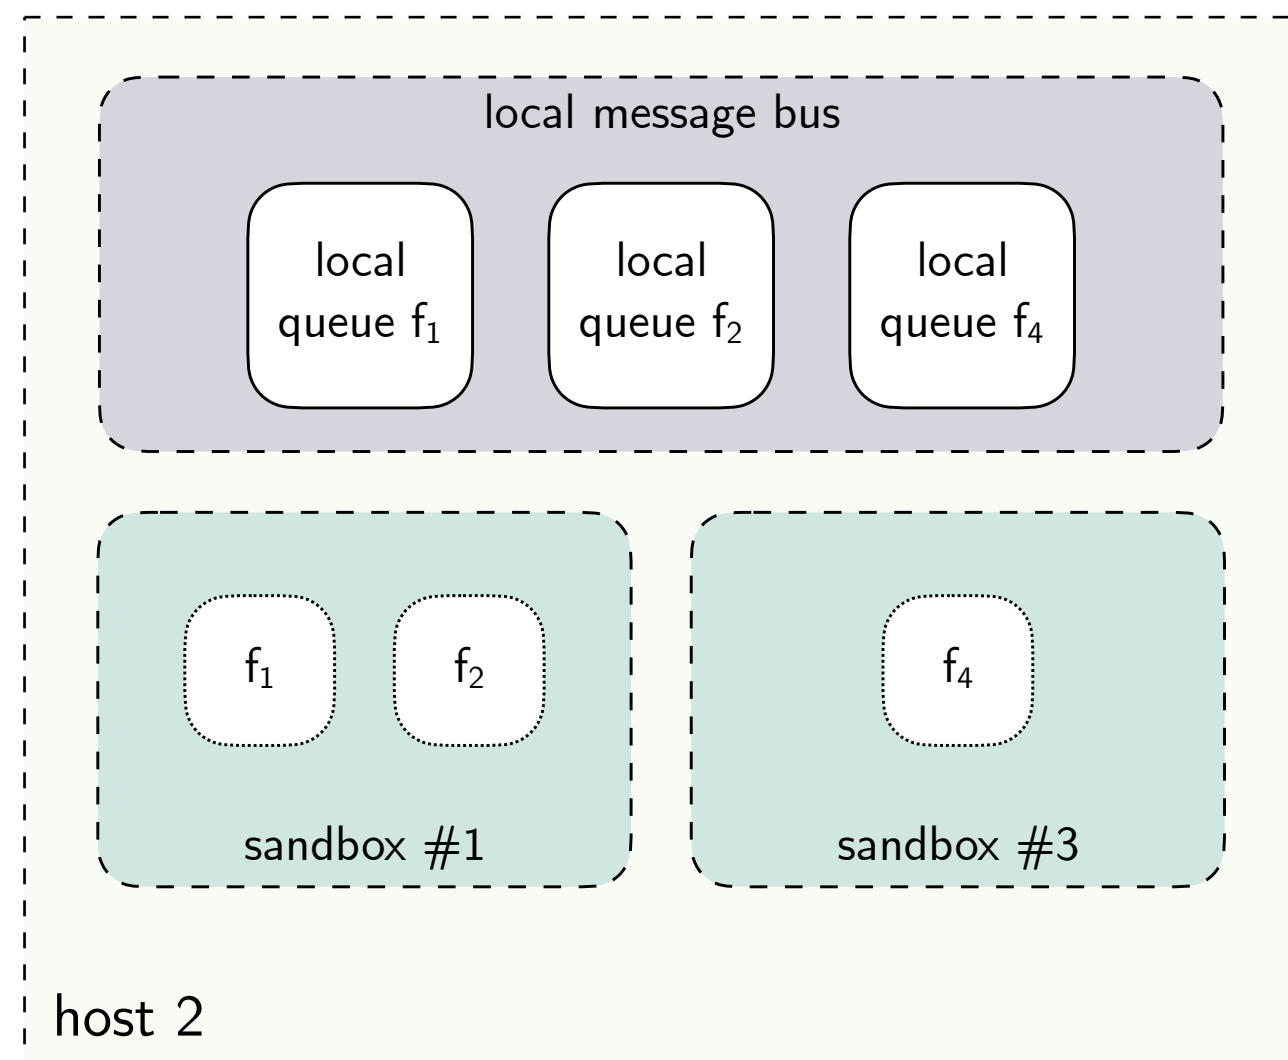 local message bus
local
queue f₁
local
queue f₂
local
queue f₄
f₁
f₂
f₄
sandbox #1
sandbox #3
host 2